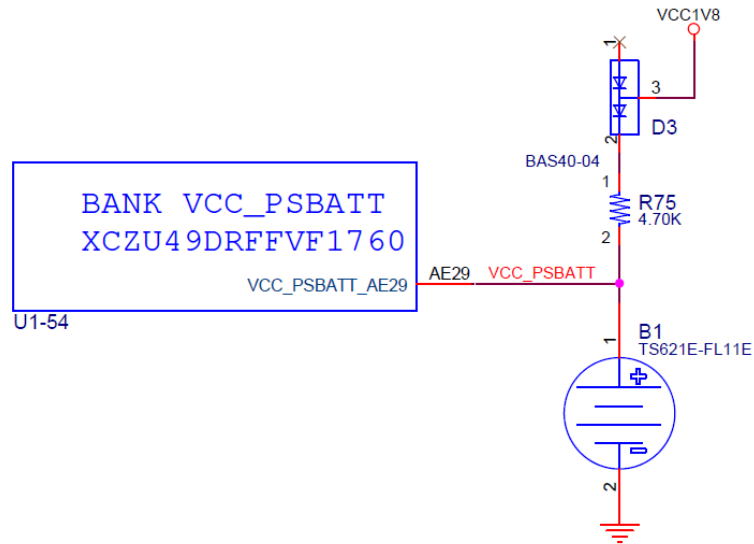 VCC1V8
1
3
D3
2
BAS40-04
1
R75
4.70K
2
BANK VCC_PSBATT
XCZU49DRFFVF1760
VCC_PSBATT_AE29
AE29
VCC_PSBATT
U1-54
B1
TS621E-FL11E
1
2